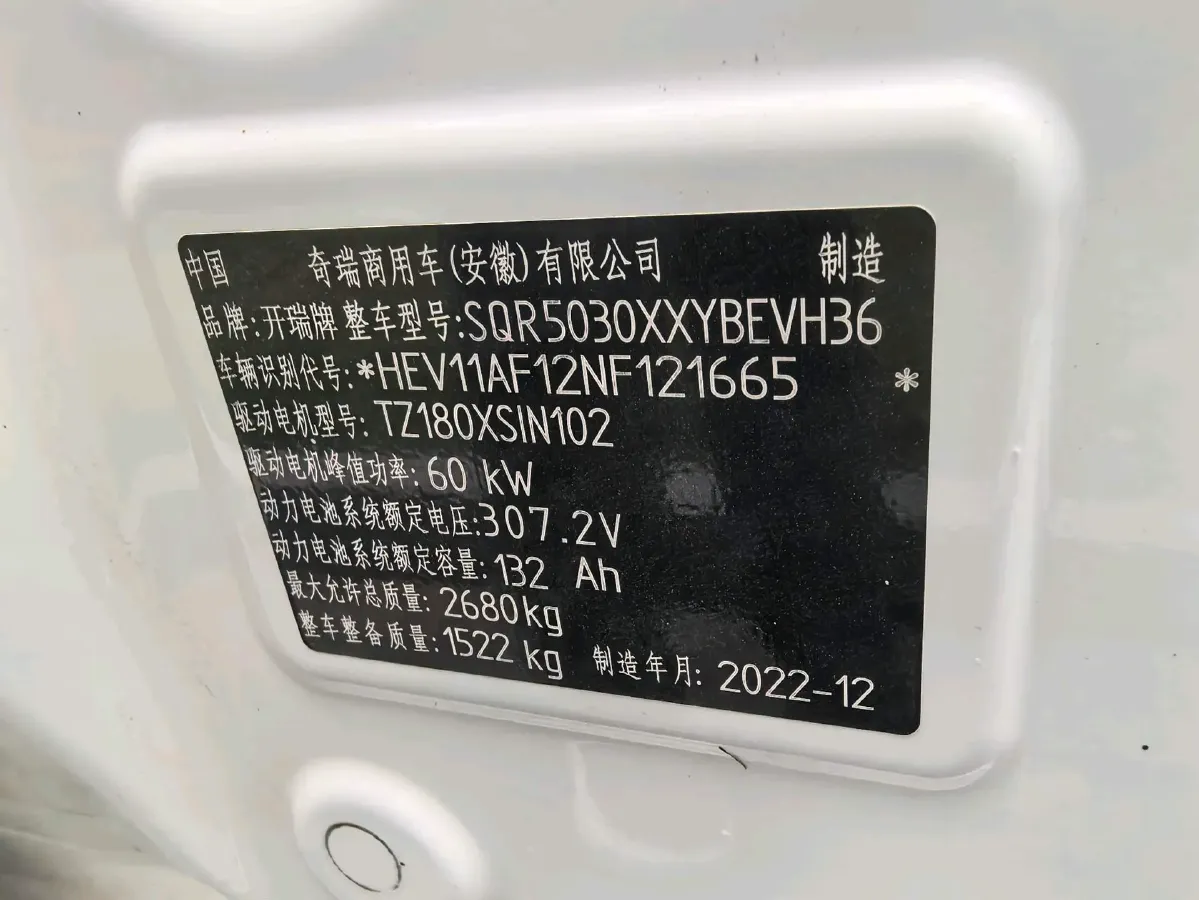 中国 奇瑞商用车(安徽)有限公司 制造
品牌:开瑞牌 整车型号:SQR5030XXYBEVH36
车辆识别代号:*HEV11AF12NF121665 *
驱动电机型号: TZ180XSIN102
驱动电机峰值功率: 60 kW
动力电池系统额定电压:307.2V
动力电池系统额定容量: 132 Ah
最大允许总质量: 2680kg
整车整备质量:1522 kg 制造年月: 2022-12